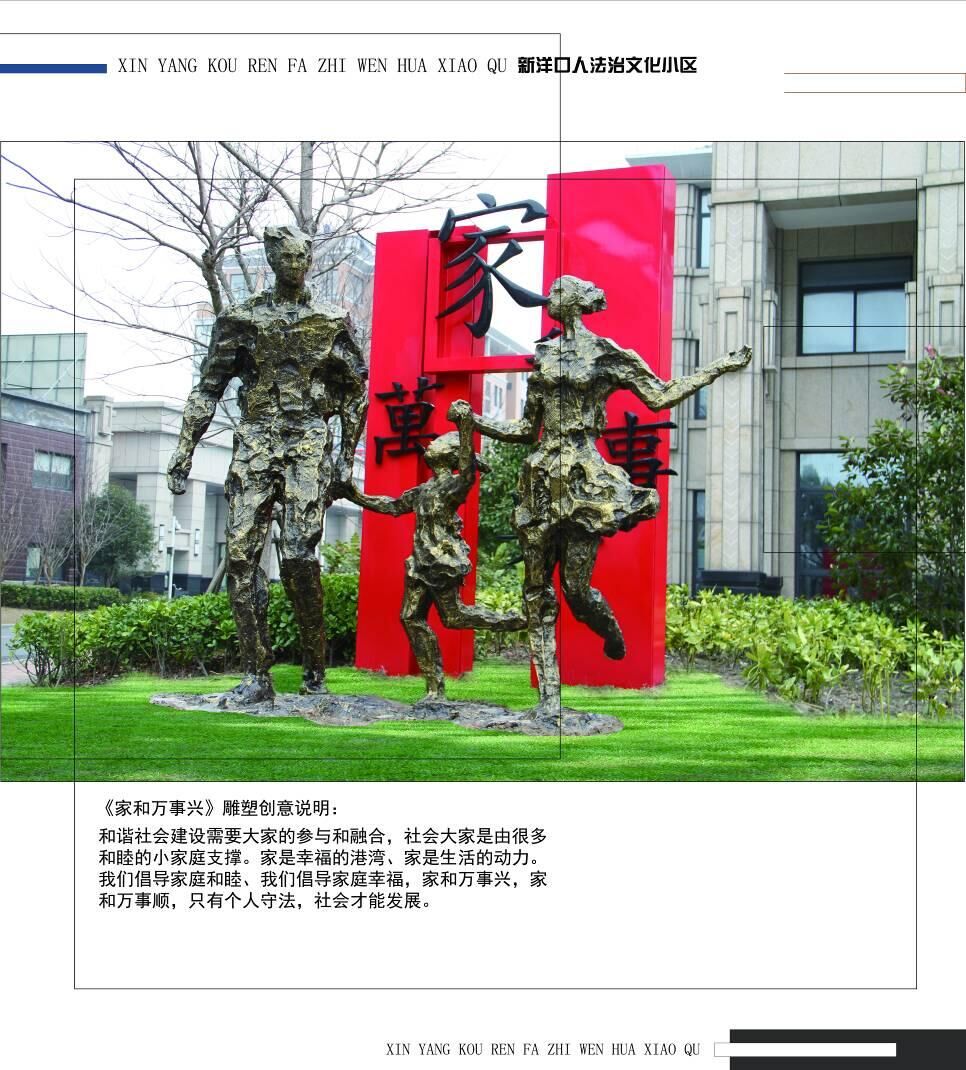 XIN YANG KOU REN FA ZHI WEN HUA XIAO QU 新洋口人法治文化小区
家
萬
事
《家和万事兴》雕塑创意说明：
和谐社会建设需要大家的参与和融合，社会大家是由很多
和睦的小家庭支撑。家是幸福的港湾、家是生活的动力。
我们倡导家庭和睦、我们倡导家庭幸福，家和万事兴，家
和万事顺，只有个人守法，社会才能发展。
XIN YANG KOU REN FA ZHI WEN HUA XIAO QU